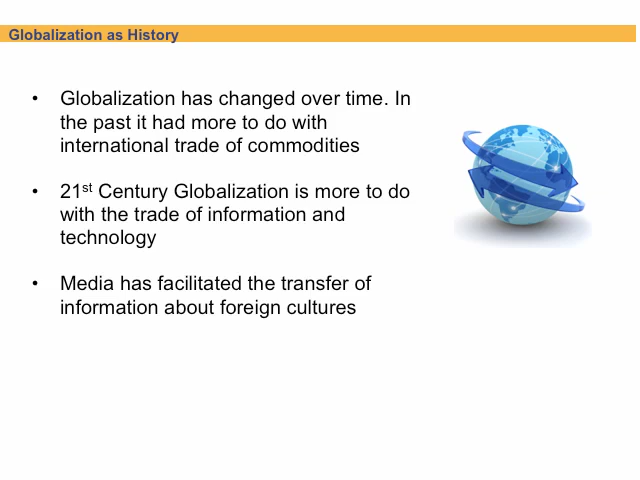 Globalization as History
• Globalization has changed over time. In
the past it had more to do with
international trade of commodities
• 21st Century Globalization is more to do
with the trade of information and
technology
• Media has facilitated the transfer of
information about foreign cultures